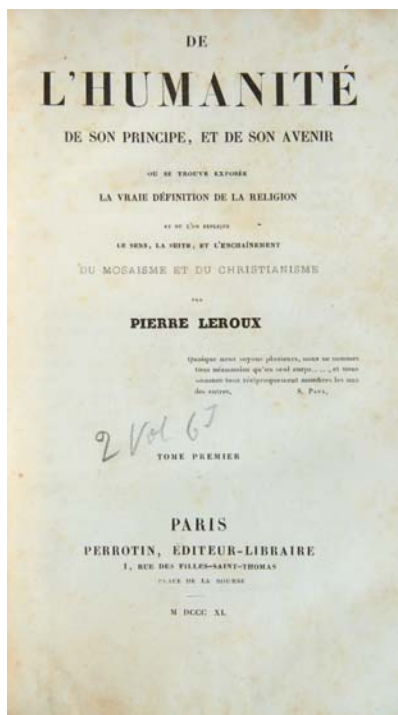 DE
L'HUMANITÉ
DE SON PRINCIPE, ET DE SON AVENIR
OU SE TROUVE EXPOSÉE
LA VRAIE DÉFINITION DE LA RELIGION
ET OU L'ON EXPLIQUE
LE SENS, LA SUITE, ET L'ENCHAÎNEMENT
DU MOSAISME ET DU CHRISTIANISME
PAR
PIERRE LEROUX
Quoique nous soyons plusieurs, nous ne sommes
tous néanmoins qu'un seul corps....., et nous
sommes tous réciproquement membres les uns
des autres. S. PAUL.
2 Vol 6
TOME PREMIER
PARIS
PERROTIN, ÉDITEUR-LIBRAIRE
1, RUE DES FILLES-SAINT-THOMAS
PLACE DE LA BOURSE
M DCCC XL.